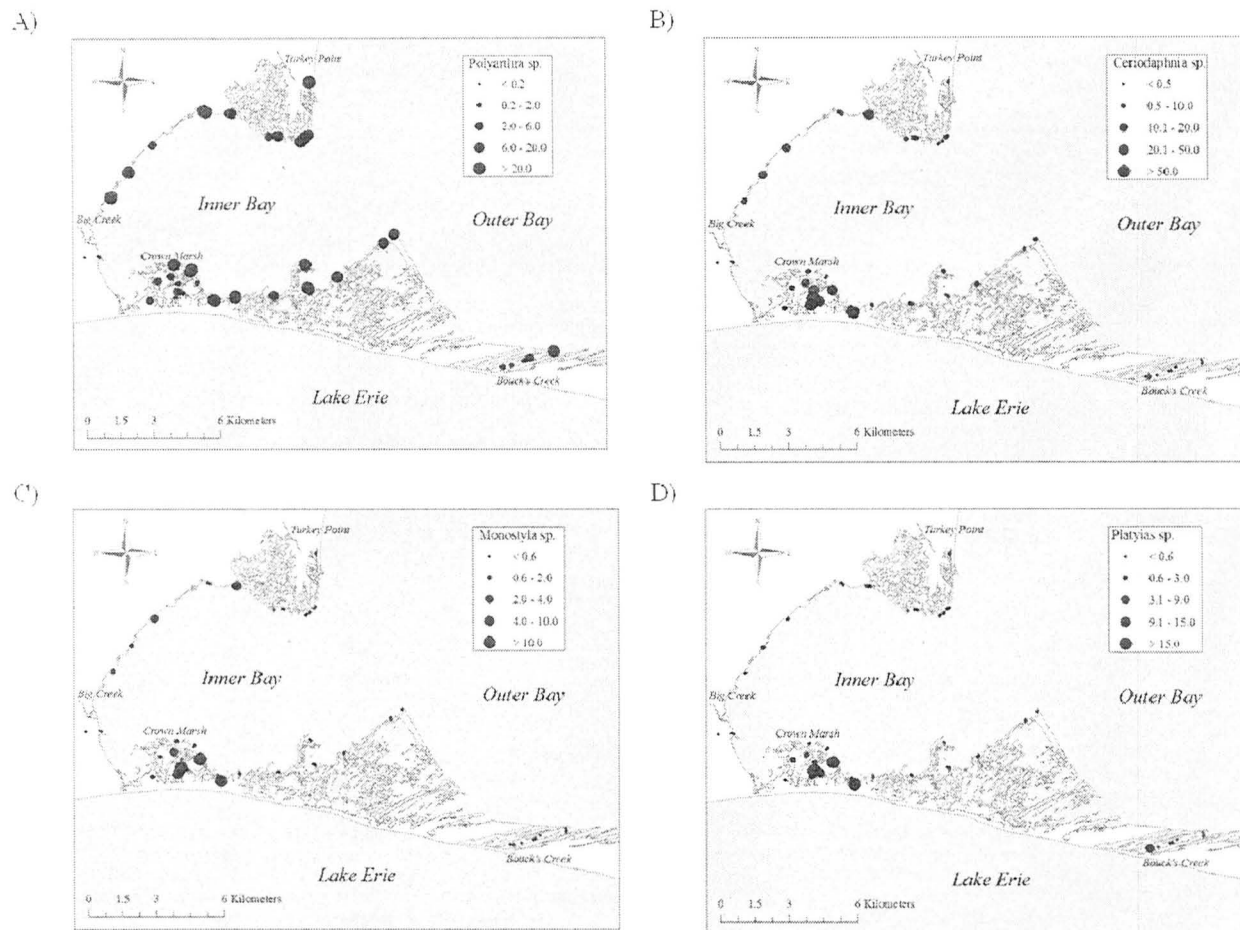 A)
N
Turkey Point
Polyarthra sp.
< 0.2
0.2 - 2.0
2.0 - 6.0
6.0 - 20.0
> 20.0
Inner Bay
Outer Bay
Big Creek
Crown Marsh
Bouck's Creek
Lake Erie
0 1.5 3 6 Kilometers
B)
N
Turkey Point
Ceriodaphnia sp.
< 0.5
0.5 - 10.0
10.1 - 20.0
20.1 - 50.0
> 50.0
Inner Bay
Outer Bay
Big Creek
Crown Marsh
Bouck's Creek
Lake Erie
0 1.5 3 6 Kilometers
C)
N
Turkey Point
Monostyla sp.
< 0.6
0.6 - 2.0
2.0 - 4.0
4.0 - 10.0
> 10.0
Inner Bay
Outer Bay
Big Creek
Crown Marsh
Bouck's Creek
Lake Erie
0 1.5 3 6 Kilometers
D)
N
Turkey Point
Platyias sp.
< 0.6
0.6 - 3.0
3.1 - 9.0
9.1 - 15.0
> 15.0
Inner Bay
Outer Bay
Big Creek
Crown Marsh
Bouck's Creek
Lake Erie
0 1.5 3 6 Kilometers